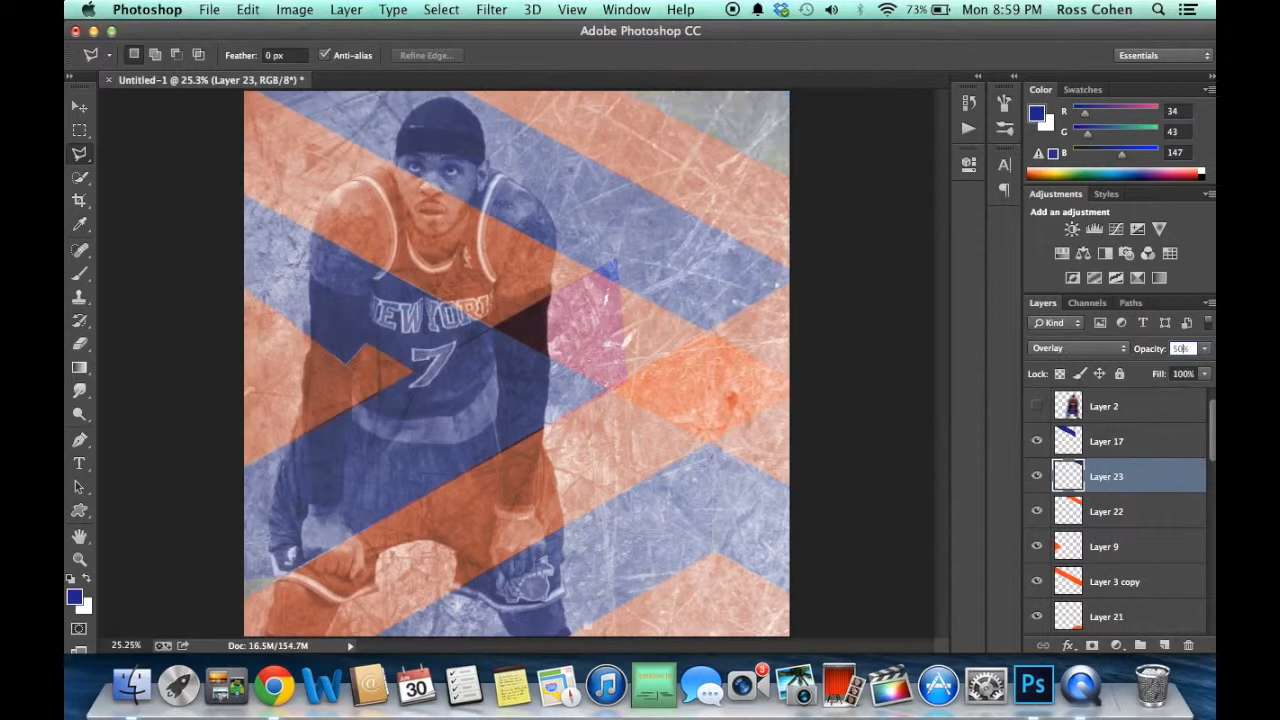 Photoshop File Edit Image Layer Type Select Filter 3D View Window Help 73% Mon 8:59 PM Ross Cohen
Adobe Photoshop CC
Feather: 0 px Anti-alias Refine Edge... Essentials
× Untitled-1 @ 25.3% (Layer 23, RGB/8*) *
Color Swatches
R 34
G 43
B 147
Adjustments Styles
Add an adjustment
Layers Channels Paths
Kind
Overlay Opacity: 50%
Lock: Fill: 100%
Layer 2
Layer 17
Layer 23
Layer 22
Layer 9
Layer 3 copy
Layer 21
NEW YORK
7
25.25% Doc: 16.5M/154.7M
30
3
Ps